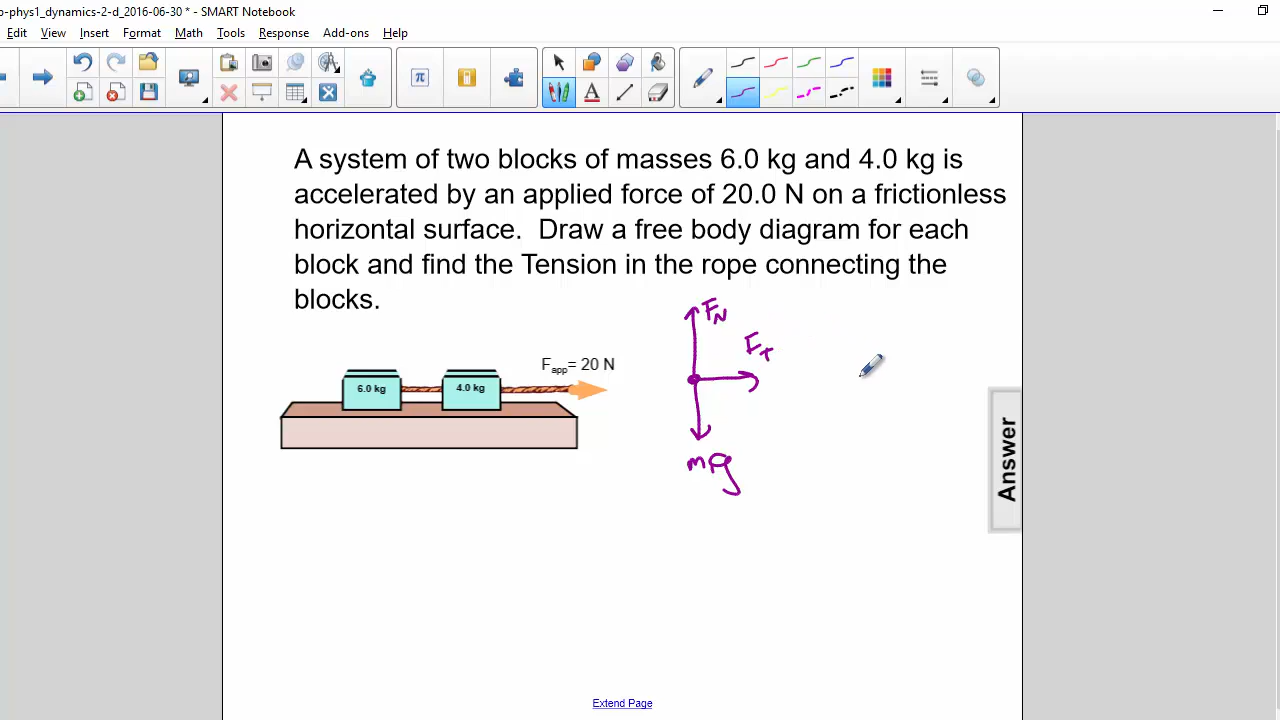 o-phys1_dynamics-2-d_2016-06-30 * - SMART Notebook
Edit View Insert Format Math Tools Response Add-ons Help
π
A
A system of two blocks of masses 6.0 kg and 4.0 kg is
accelerated by an applied force of 20.0 N on a frictionless
horizontal surface. Draw a free body diagram for each
block and find the Tension in the rope connecting the
blocks.
FN
FT
Fapp= 20 N
6.0 kg 4.0 kg
mg
Answer
Extend Page